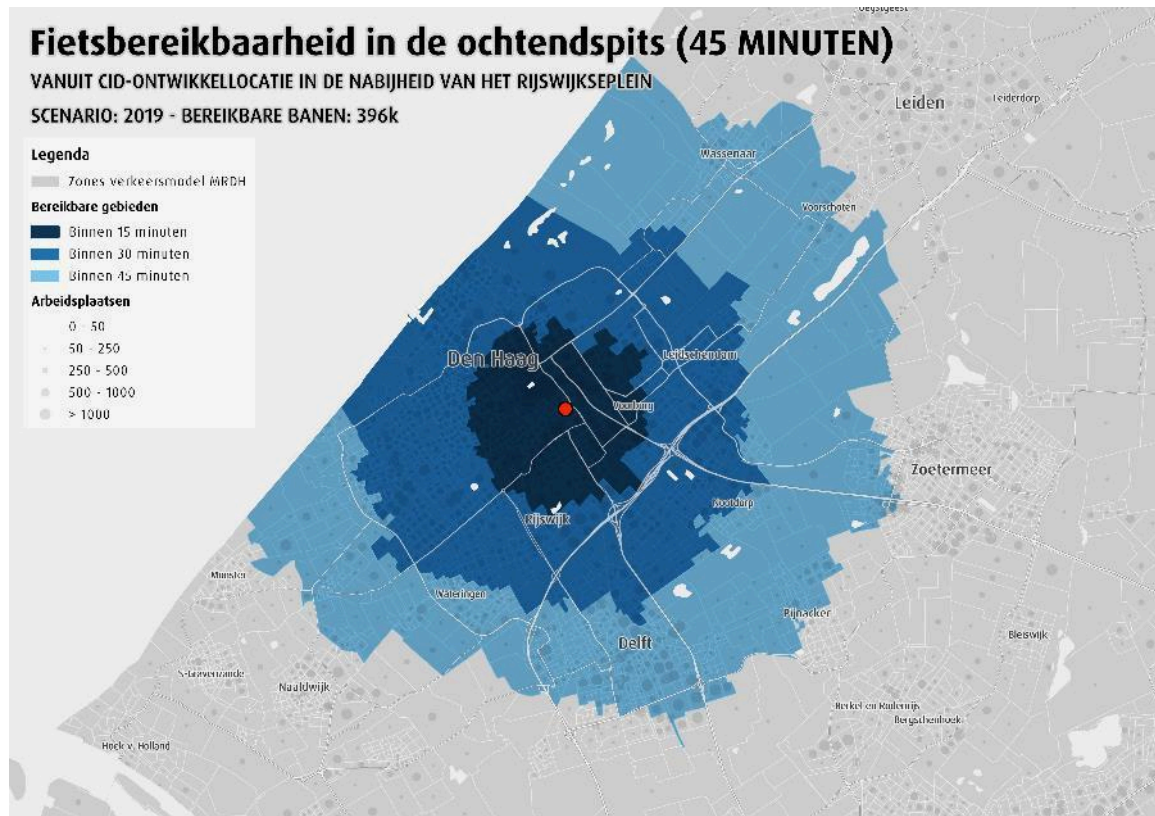 Fietsbereikbaarheid in de ochtendspits (45 MINUTEN)
VANUIT CID-ONTWIKKELLOCATIE IN DE NABIJHEID VAN HET RIJSWIJKSEPLEIN
SCENARIO: 2019 - BEREIKBARE BANEN: 396k
Legenda
Zones verkeersmodel MRDH
Bereikbare gebieden
Binnen 15 minuten
Binnen 30 minuten
Binnen 45 minuten
Arbeidsplaatsen
0 - 50
50 - 250
250 - 500
500 - 1000
> 1000
Oegstgeest
Leiden
Leiderdorp
Wassenaar
Voorschoten
Den Haag
Leidschendam
Voorburg
Zoetermeer
Nootdorp
Rijswijk
Monster
Wateringen
Pijnacker
Delft
Bleiswijk
's-Gravenzande
Naaldwijk
Berkel en Rodenrijs
Bergschenhoek
Hoek v. Holland